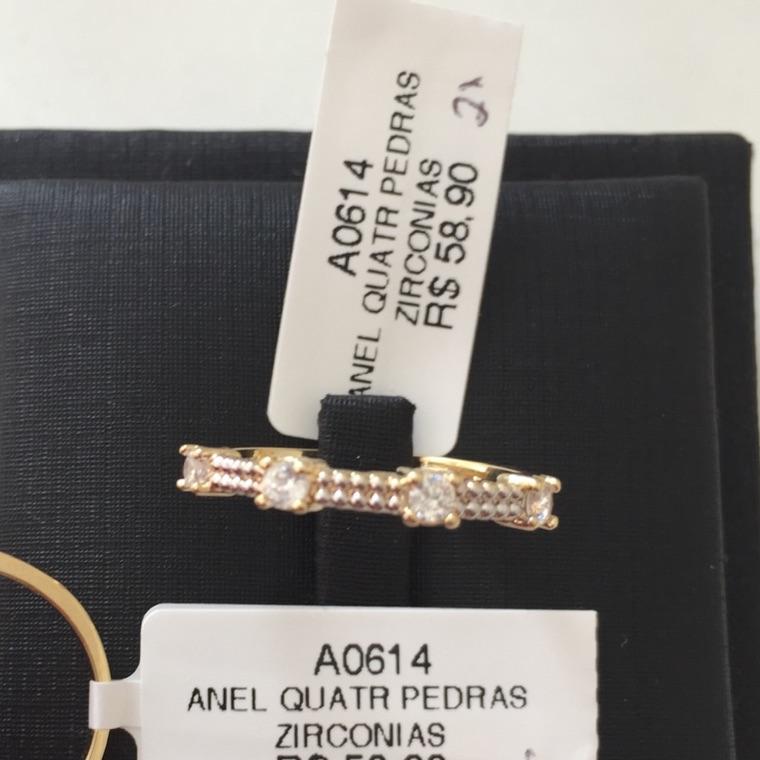 A0614
ANEL QUATR PEDRAS
ZIRCONIAS
R$ 58,90
A0614
ANEL QUATR PEDRAS
ZIRCONIAS